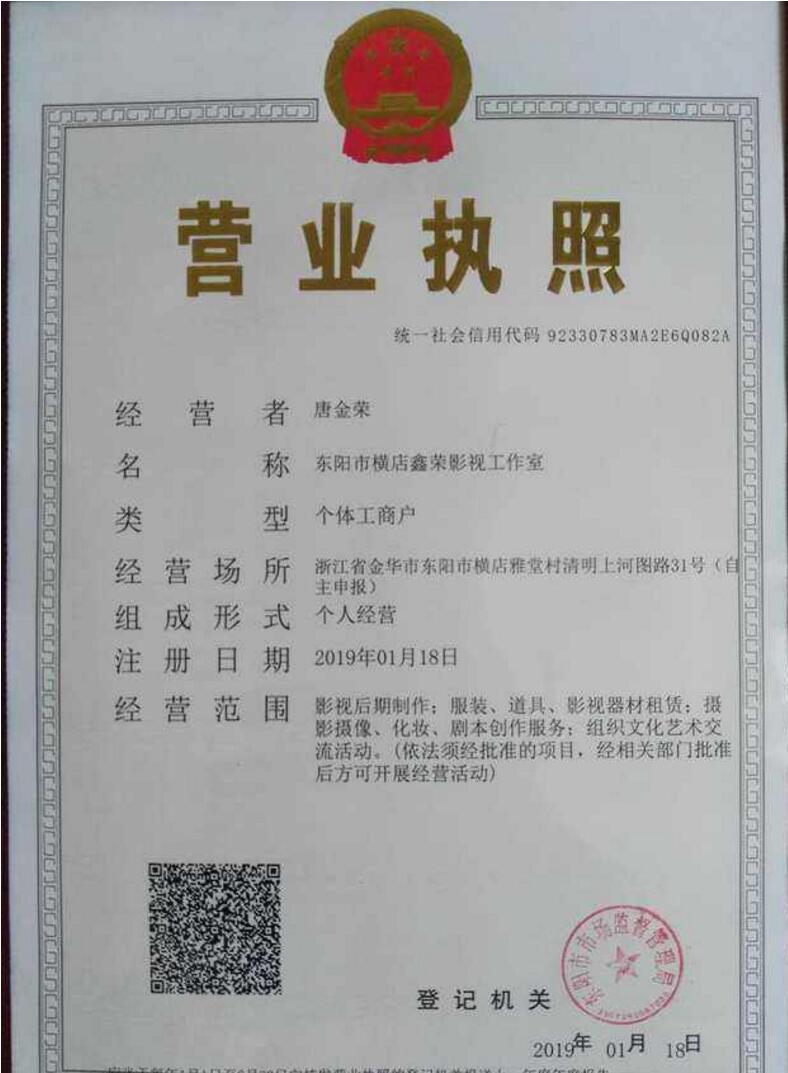 营业执照
统一社会信用代码 92330783MA2E6Q082A
经营者 唐金荣
名称 东阳市横店鑫荣影视工作室
类型 个体工商户
经营场所 浙江省金华市东阳市横店雅堂村清明上河图路31号（自
主申报）
组成形式 个人经营
注册日期 2019年01月18日
经营范围 影视后期制作；服装、道具、影视器材租赁；摄
影摄像、化妆、剧本创作服务；组织文化艺术交
流活动。(依法须经批准的项目，经相关部门批准
后方可开展经营活动)
东阳市市场监督管理局
登记机关
2019年 01月 18日